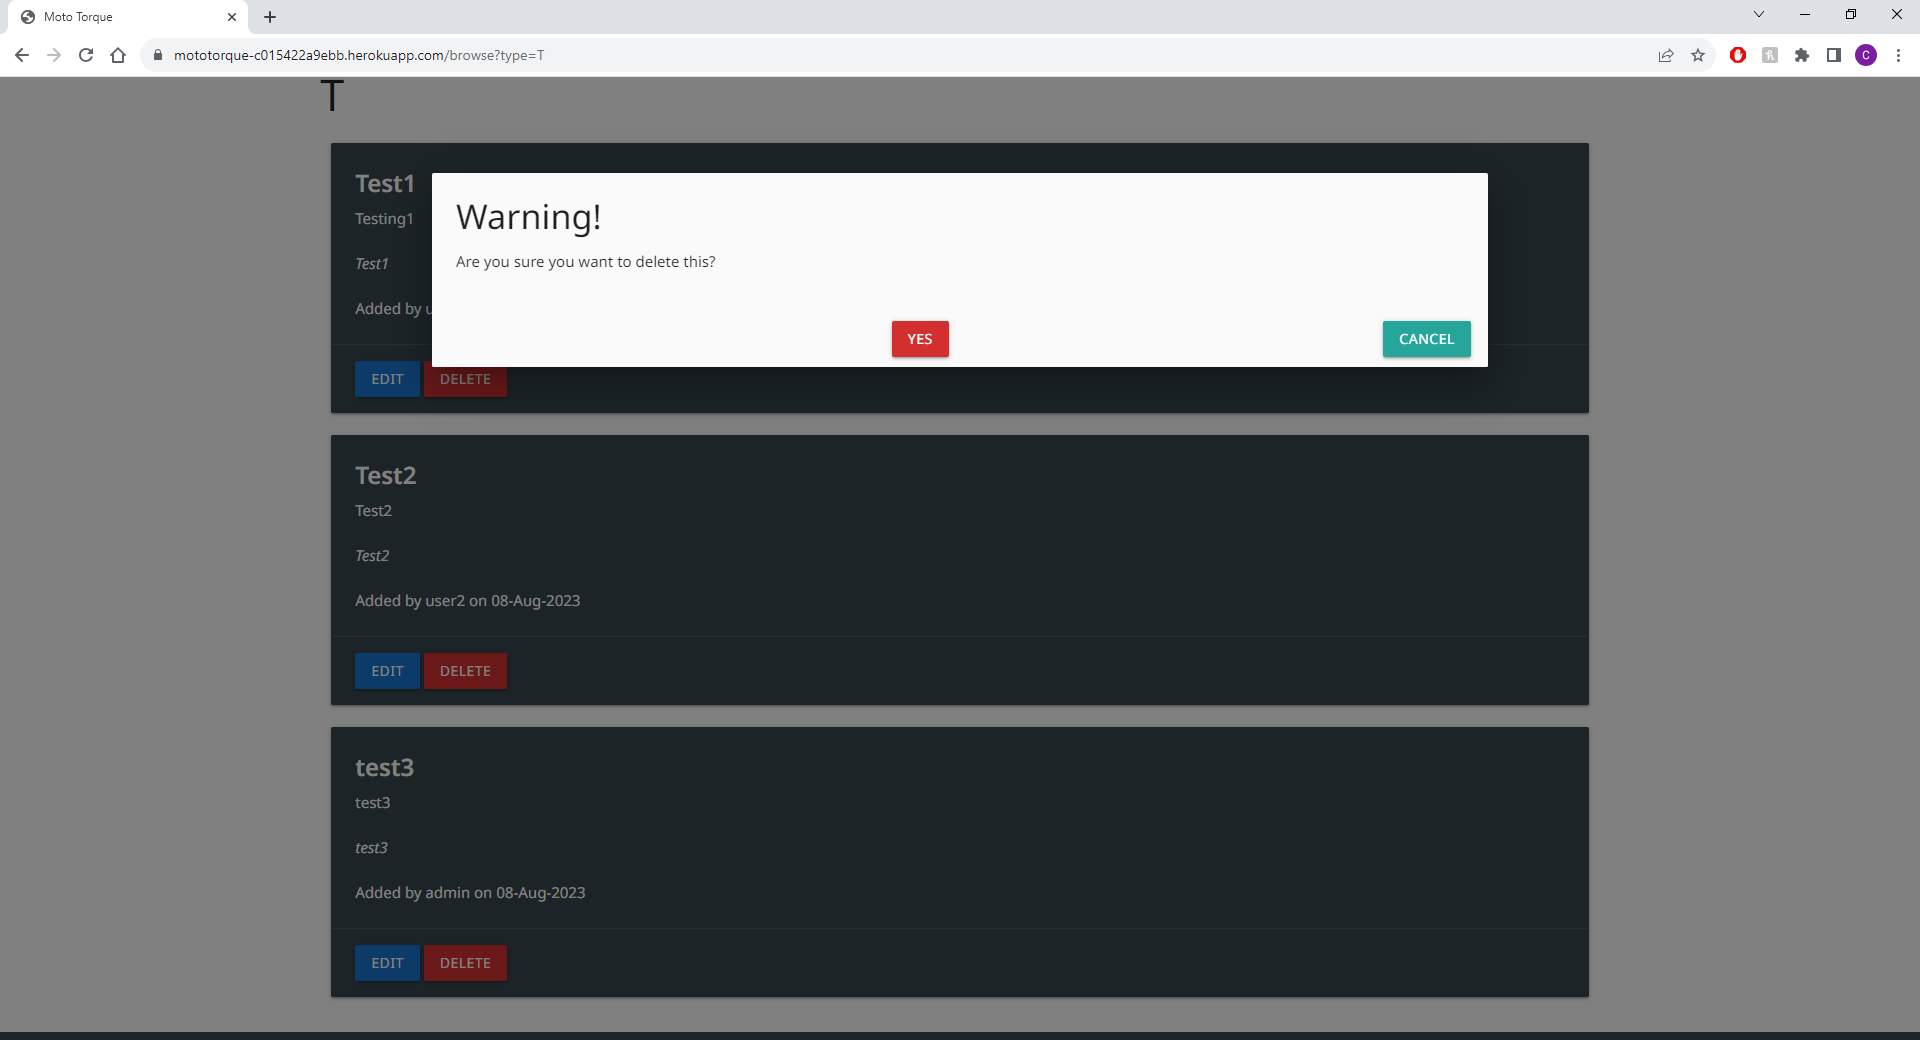 Moto Torque
mototorque-c015422a9ebb.herokuapp.com/browse?type=T
C
T
Test1
Testing1
Test1
Added by u
EDIT DELETE
Warning!
Are you sure you want to delete this?
YES CANCEL
Test2
Test2
Test2
Added by user2 on 08-Aug-2023
EDIT DELETE
test3
test3
test3
Added by admin on 08-Aug-2023
EDIT DELETE